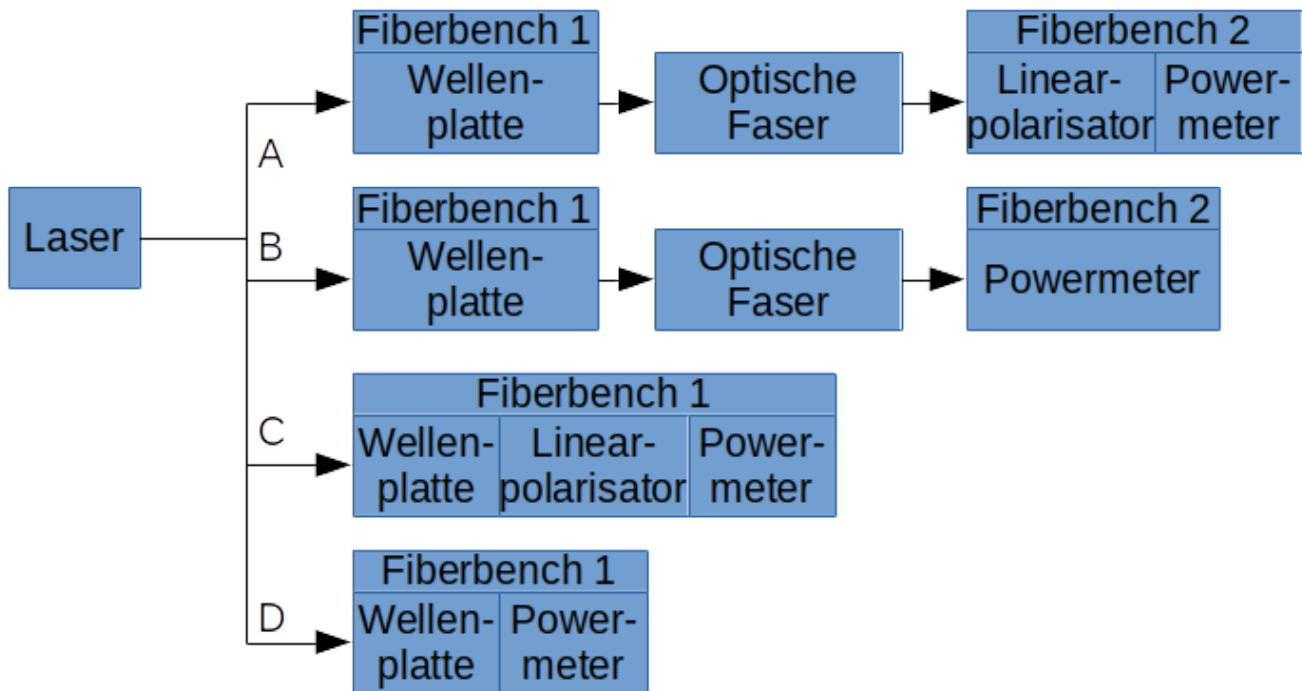 Fiberbench 1
Wellen-
platte
Optische
Faser
Fiberbench 2
Linear-
polarisator
Power-
meter
A
Laser
B
Fiberbench 1
Wellen-
platte
Optische
Faser
Fiberbench 2
Powermeter
C
Fiberbench 1
Wellen-
platte
Linear-
polarisator
Power-
meter
D
Fiberbench 1
Wellen-
platte
Power-
meter